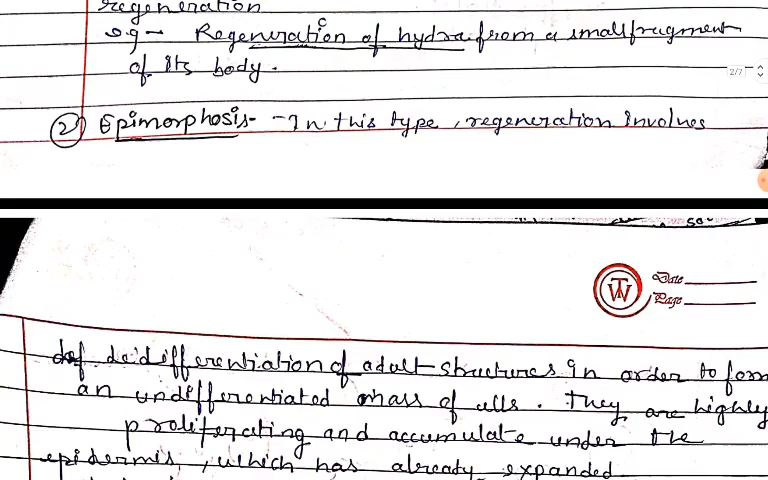 regeneration
eg - Regeneration of hydra from a small fragment
of its body.
2/7
② Epimorphosis - In this type, regeneration involves
TW
Date
Page
def dedifferentiation of adult structures in order to form
an undifferentiated mass of cells. They are highly
proliferating and accumulate under the
epidermis, which has already expanded